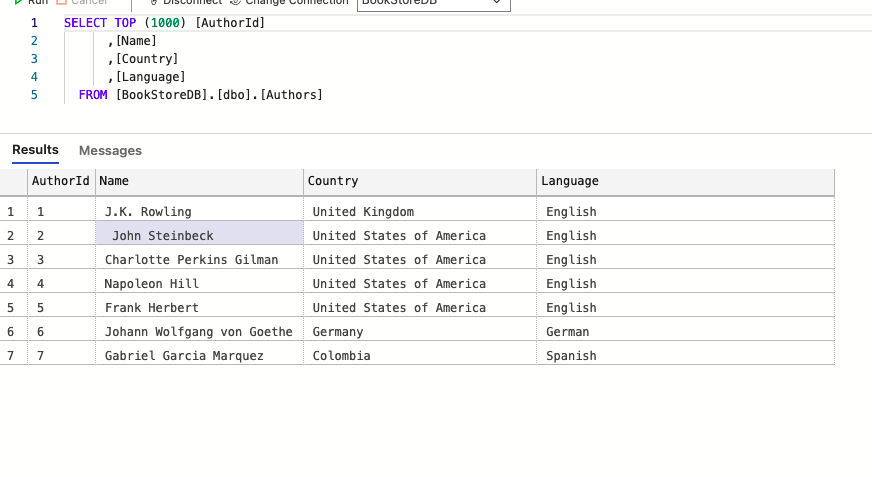 Run Cancel Disconnect Change Connection BookStoreDB
1 SELECT TOP (1000) [AuthorId]
2 ,[Name]
3 ,[Country]
4 ,[Language]
5 FROM [BookStoreDB].[dbo].[Authors]
Results Messages
AuthorId Name Country Language
1 1 J.K. Rowling United Kingdom English
2 2 John Steinbeck United States of America English
3 3 Charlotte Perkins Gilman United States of America English
4 4 Napoleon Hill United States of America English
5 5 Frank Herbert United States of America English
6 6 Johann Wolfgang von Goethe Germany German
7 7 Gabriel Garcia Marquez Colombia Spanish